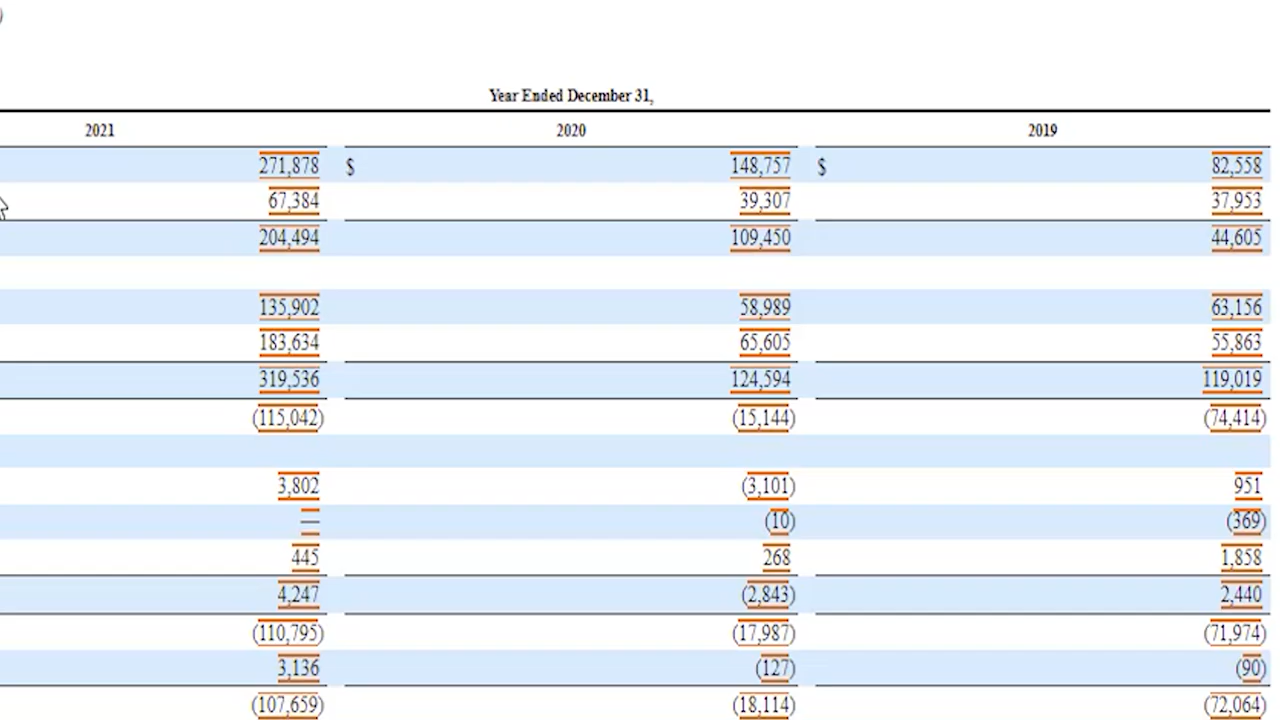 )
Year Ended December 31,
2021 2020 2019
271,878 $ 148,757 $ 82,558
67,384 39,307 37,953
204,494 109,450 44,605
135,902 58,989 63,156
183,634 65,605 55,863
319,536 124,594 119,019
(115,042) (15,144) (74,414)
3,802 (3,101) 951
— (10) (369)
445 268 1,858
4,247 (2,843) 2,440
(110,795) (17,987) (71,974)
3,136 (127) (90)
(107,659) (18,114) (72,064)